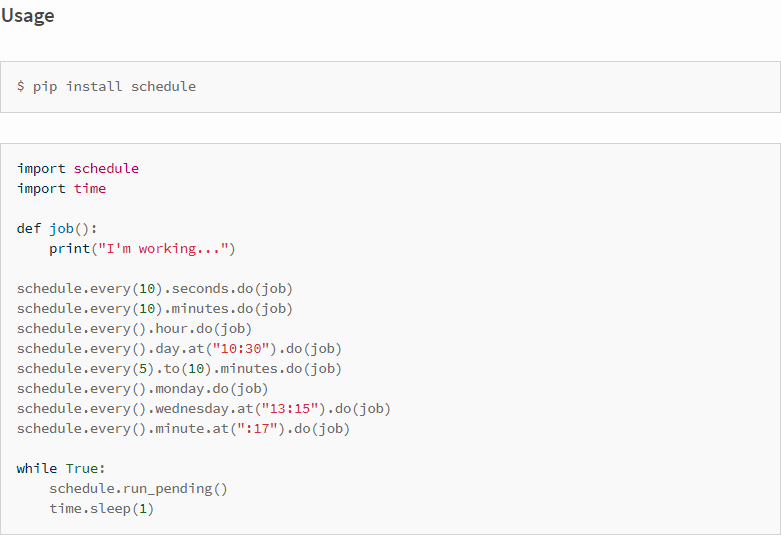 Usage
$ pip install schedule
import schedule
import time
def job():
    print("I'm working...")
schedule.every(10).seconds.do(job)
schedule.every(10).minutes.do(job)
schedule.every().hour.do(job)
schedule.every().day.at("10:30").do(job)
schedule.every(5).to(10).minutes.do(job)
schedule.every().monday.do(job)
schedule.every().wednesday.at("13:15").do(job)
schedule.every().minute.at(":17").do(job)
while True:
    schedule.run_pending()
    time.sleep(1)